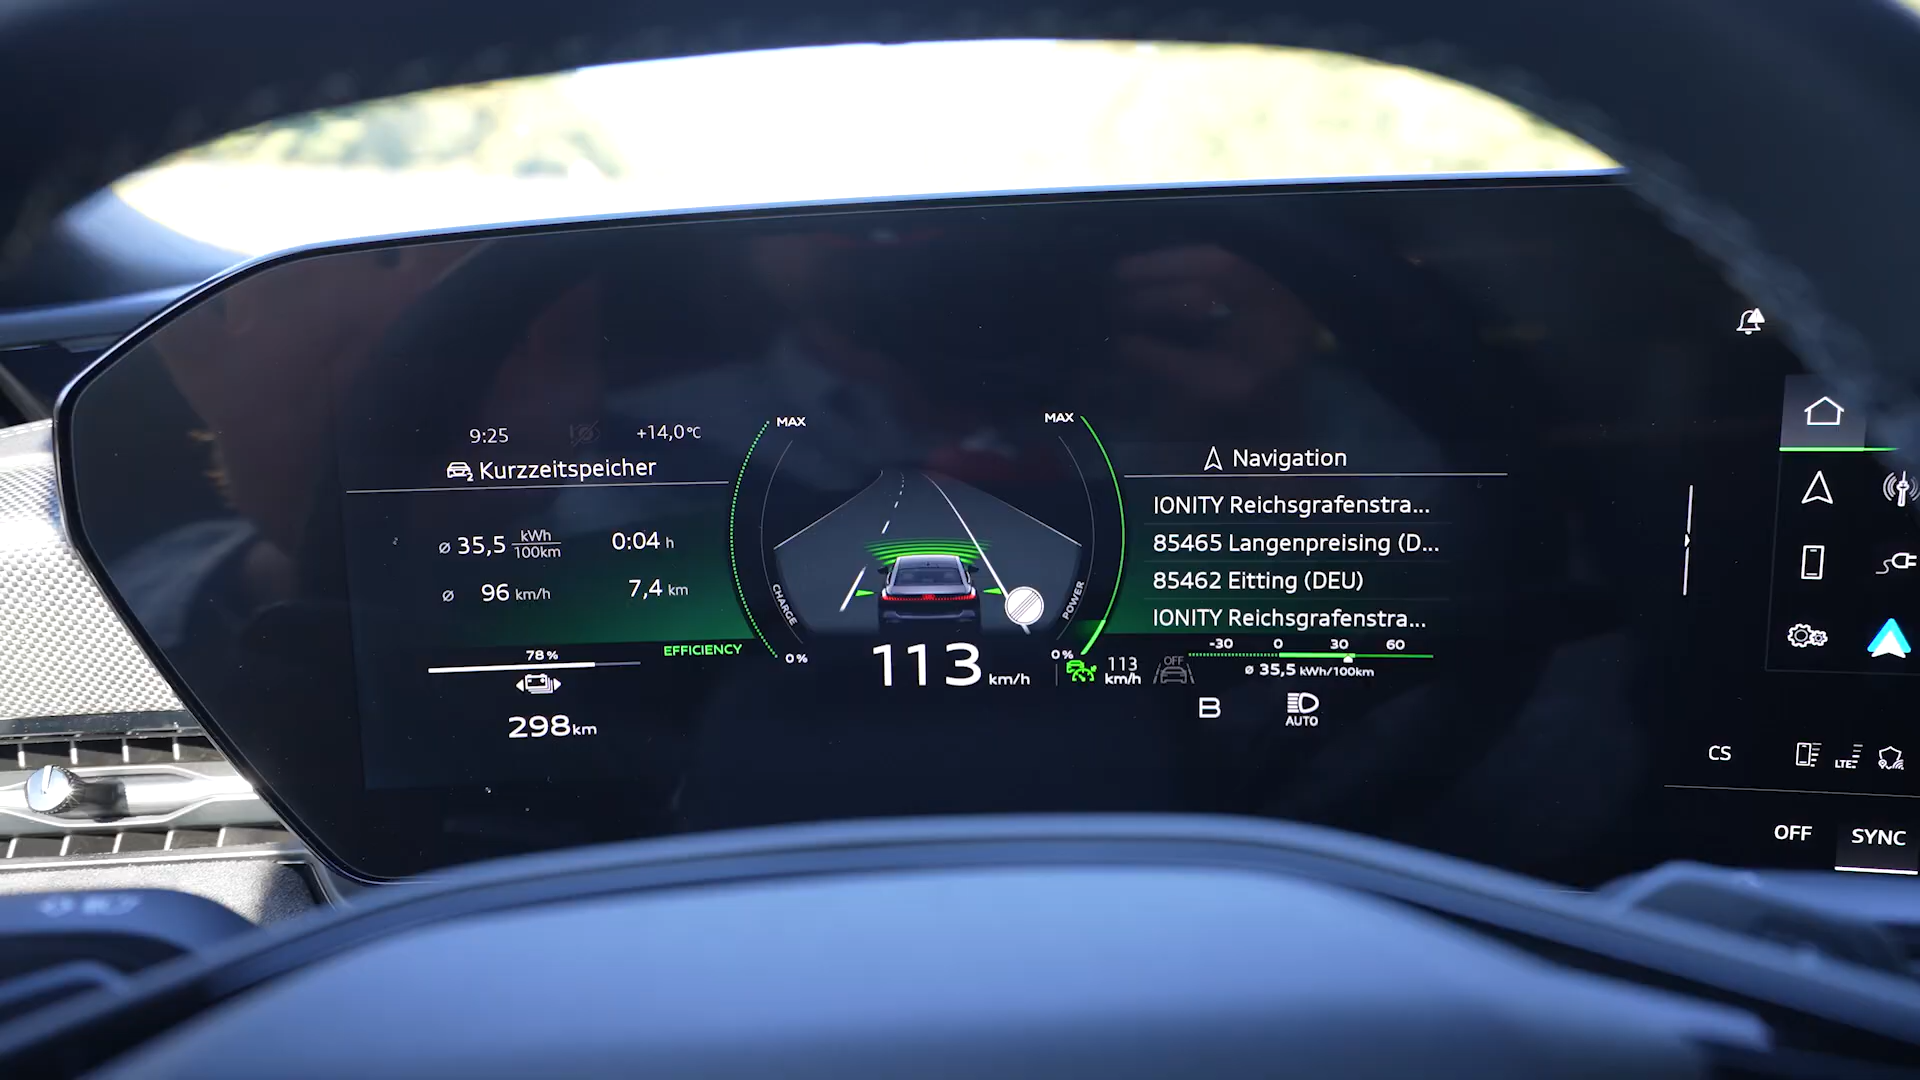 9:25
+14,0°C
Kurzzeitspeicher
ø 35,5 kWh/100km
0:04 h
ø 96 km/h
7,4 km
78%
EFFICIENCY
298km
MAX
CHARGE
0%
113 km/h
MAX
POWER
0%
113 km/h
OFF
Navigation
IONITY Reichsgrafenstra...
85465 Langenpreising (D...
85462 Eitting (DEU)
IONITY Reichsgrafenstra...
-30 0 30 60
ø 35,5 kWh/100km
B
AUTO
CS
LTE
OFF
SYNC